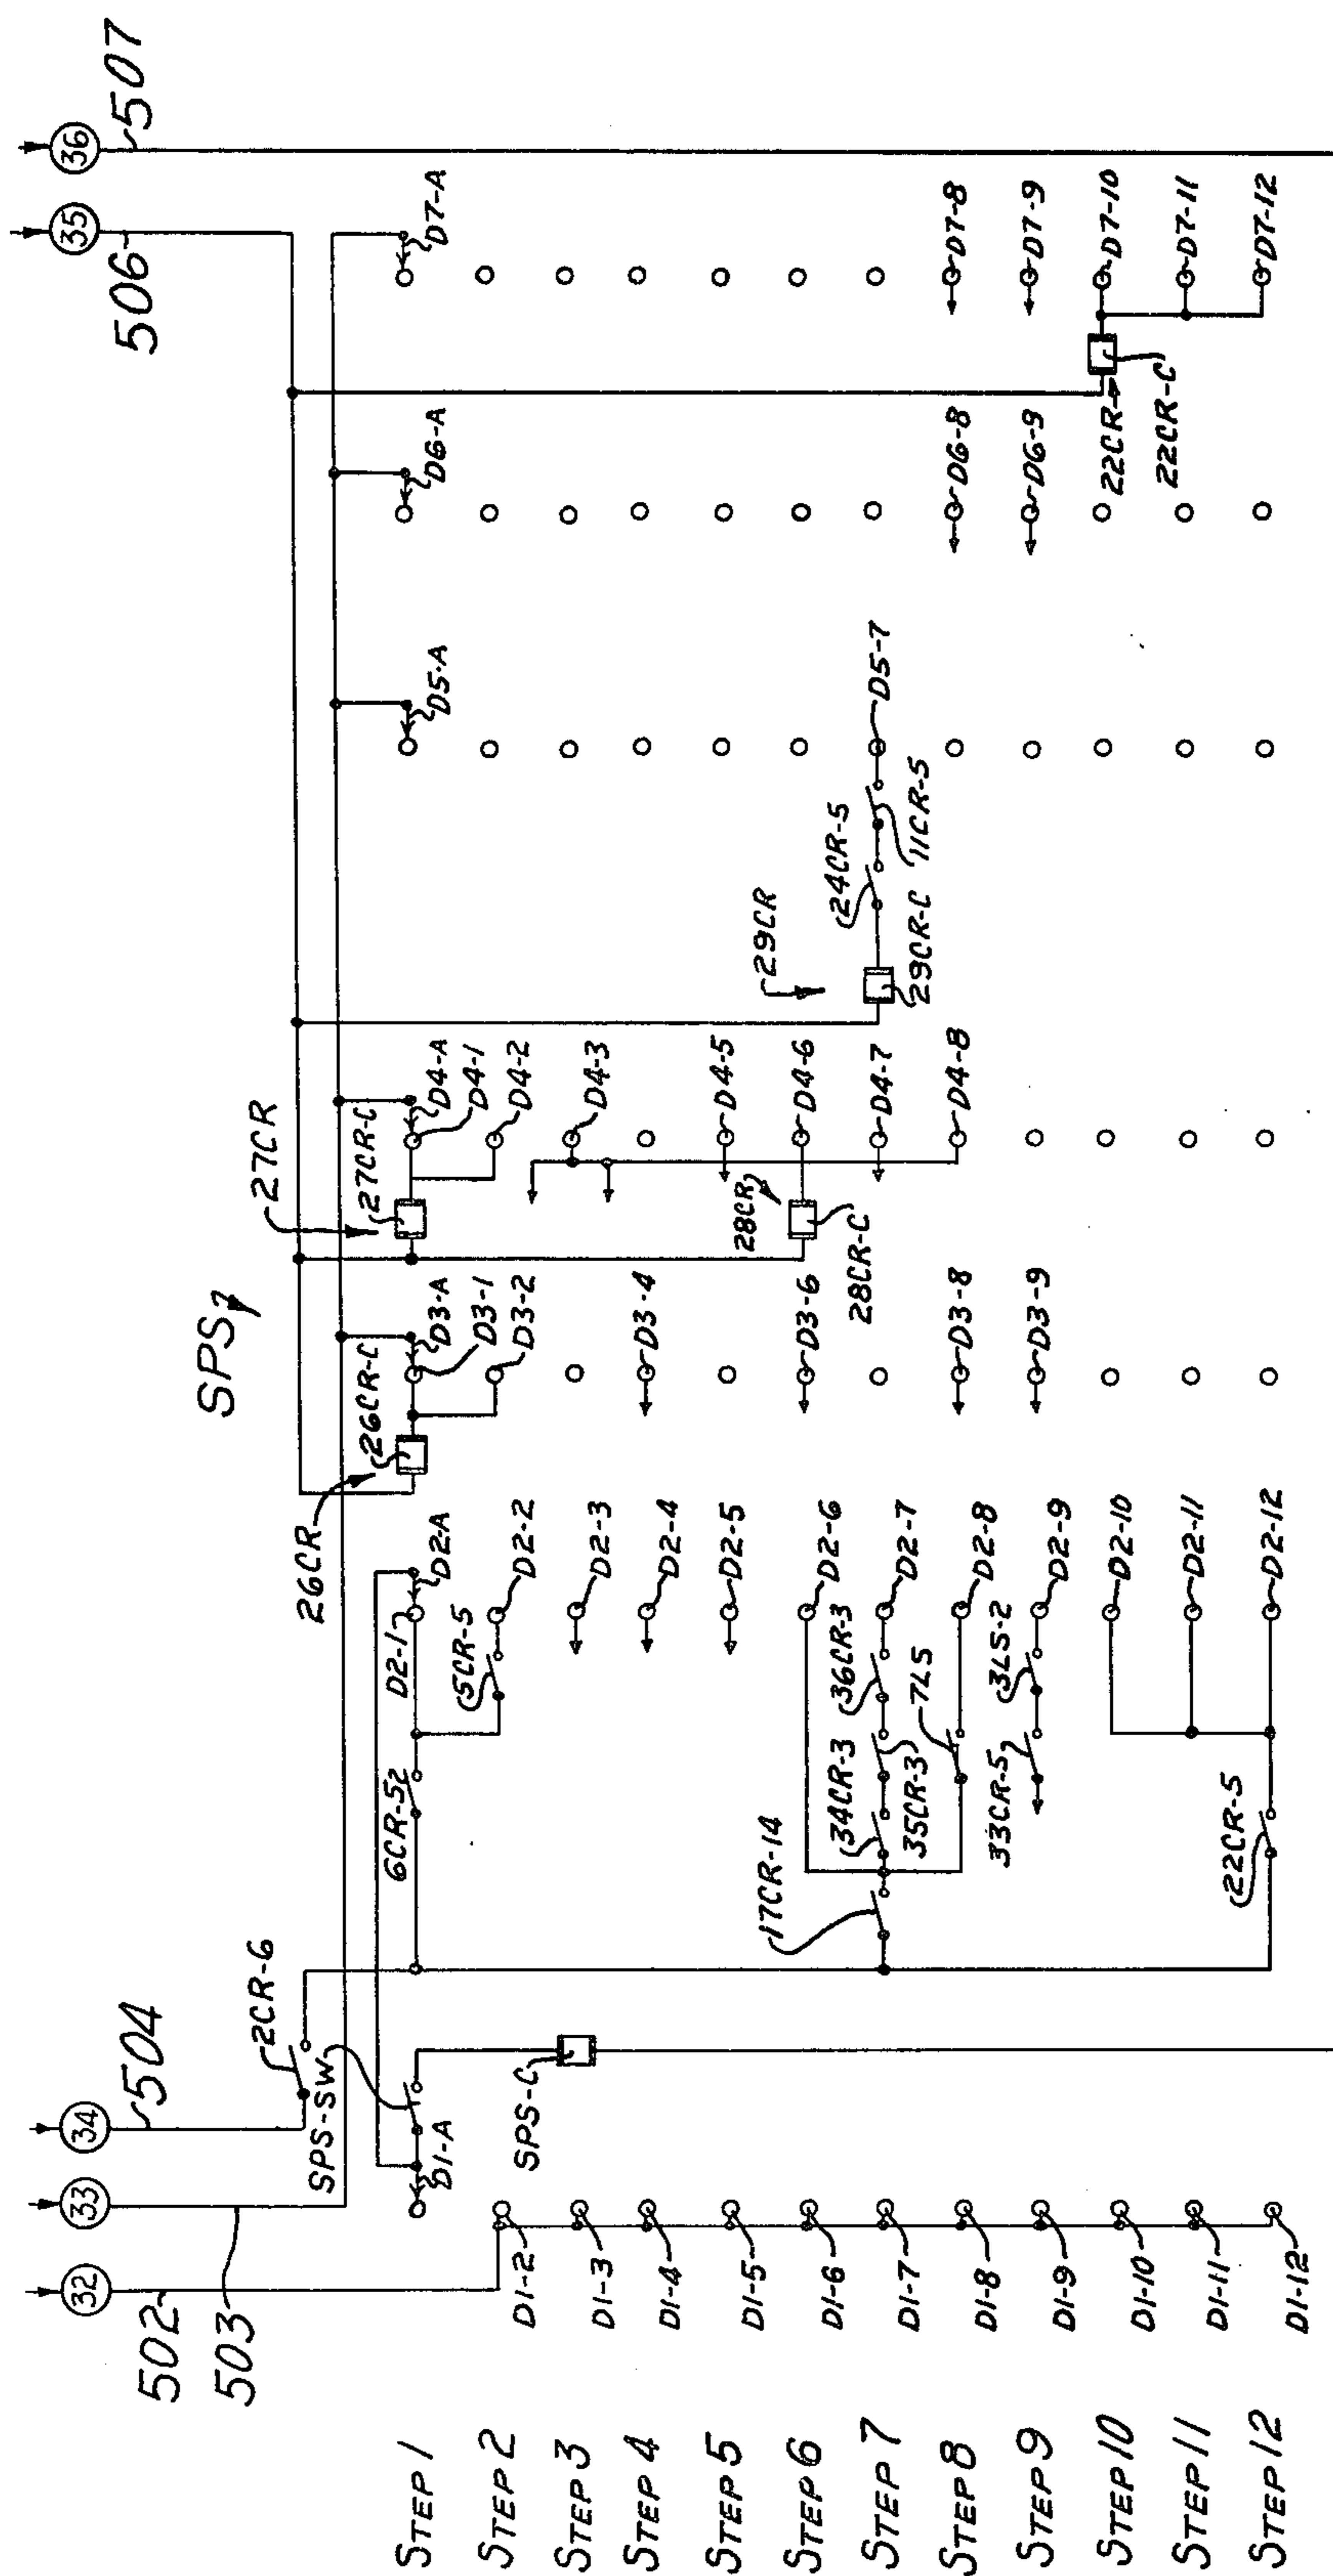 32
33
34
35
36
502
503
504
506
507
SPS
2CR-6
SPS-SW
D1-A
SPS-C
26CR
26CR-C
27CR
27CR-C
D2-1
D2-A
D3-A
D3-1
D3-2
D4-A
D4-1
D4-2
D5-A
D6-A
D7-A
6CR-5
5CR-5
D2-2
D2-3
D2-4
D2-5
D2-6
D2-7
D2-8
D2-9
D2-10
D2-11
D2-12
D3-4
D3-6
D3-8
D3-9
D4-3
D4-5
D4-6
D4-7
D4-8
28CR
28CR-C
29CR
29CR-C
24CR-5
11CR-5
D5-7
17CR-14
34CR-3
35CR-3
36CR-3
7LS
33CR-5
3LS-2
22CR-5
D6-8
D6-9
D7-8
D7-9
D7-10
D7-11
D7-12
22CR
22CR-C
STEP 1
STEP 2
D1-2
STEP 3
D1-3
STEP 4
D1-4
STEP 5
D1-5
STEP 6
D1-6
STEP 7
D1-7
STEP 8
D1-8
STEP 9
D1-9
STEP 10
D1-10
STEP 11
D1-11
STEP 12
D1-12